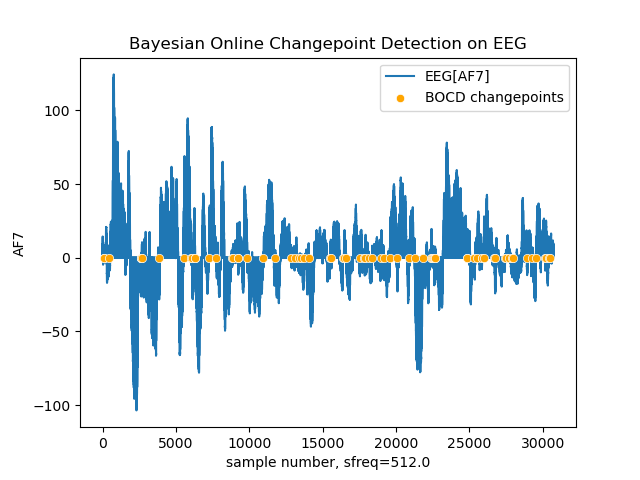 Bayesian Online Changepoint Detection on EEG
EEG[AF7]
BOCD changepoints
AF7
100
50
0
−50
−100
0 5000 10000 15000 20000 25000 30000
sample number, sfreq=512.0